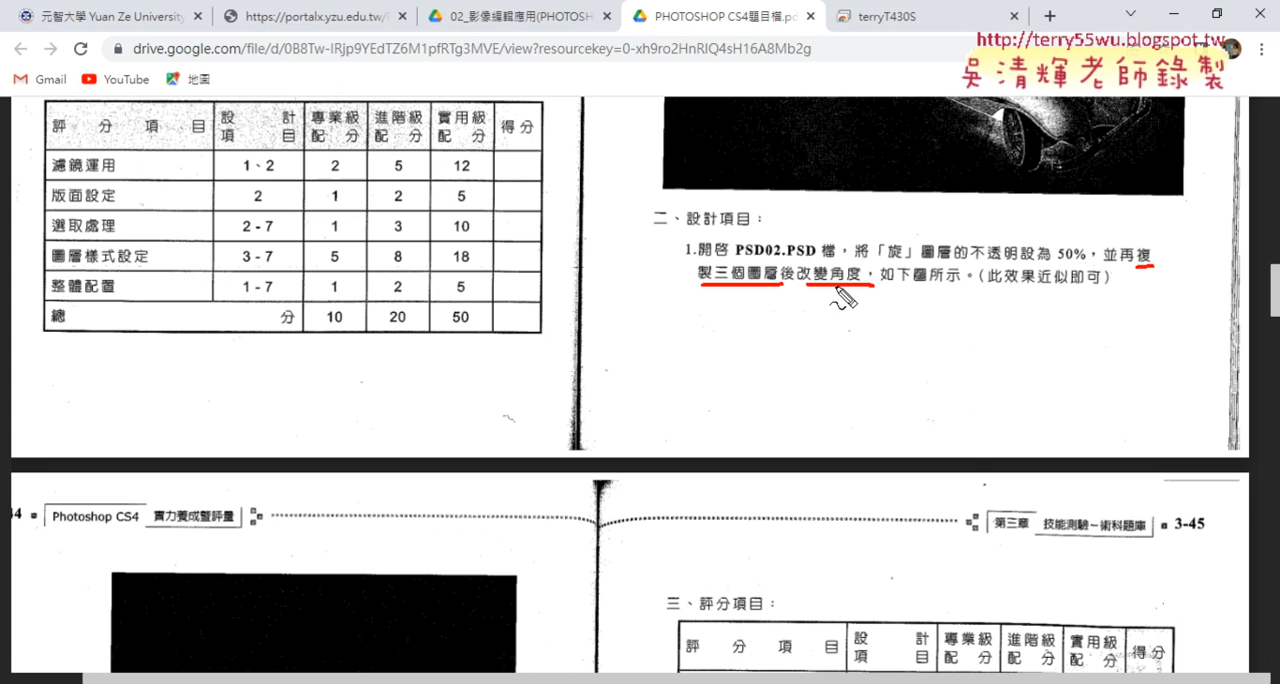 元智大學 Yuan Ze University
https://portalx.yzu.edu.tw/
02_影像編輯應用(PHOTOSH
PHOTOSHOP CS4題目檔.pd
terryT430S
drive.google.com/file/d/0B8Tw-IRjp9YEdTZ6M1pfRTg3MVE/view?resourcekey=0-xh9ro2HnRIQ4sH16A8Mb2g
http://terry55wu.blogspot.tw
吳清輝老師錄製
Gmail
YouTube
地圖
評分項目 設計項目 專業級配分 進階級配分 實用級配分 得分
濾鏡運用 1、2 2 5 12
版面設定 2 1 2 5
選取處理 2-7 1 3 10
圖層樣式設定 3-7 5 8 18
整體配置 1-7 1 2 5
總分 10 20 50
二、設計項目：
1.開啓 PSD02.PSD 檔，將「旋」圖層的不透明設為 50%，並再複
製三個圖層後改變角度，如下圖所示。(此效果近似即可)
44 Photoshop CS4 實力養成暨評量
第三章 技能測驗－術科題庫 3-45
三、評分項目：
評分項目 設計項目 專業級配分 進階級配分 實用級配分 得分